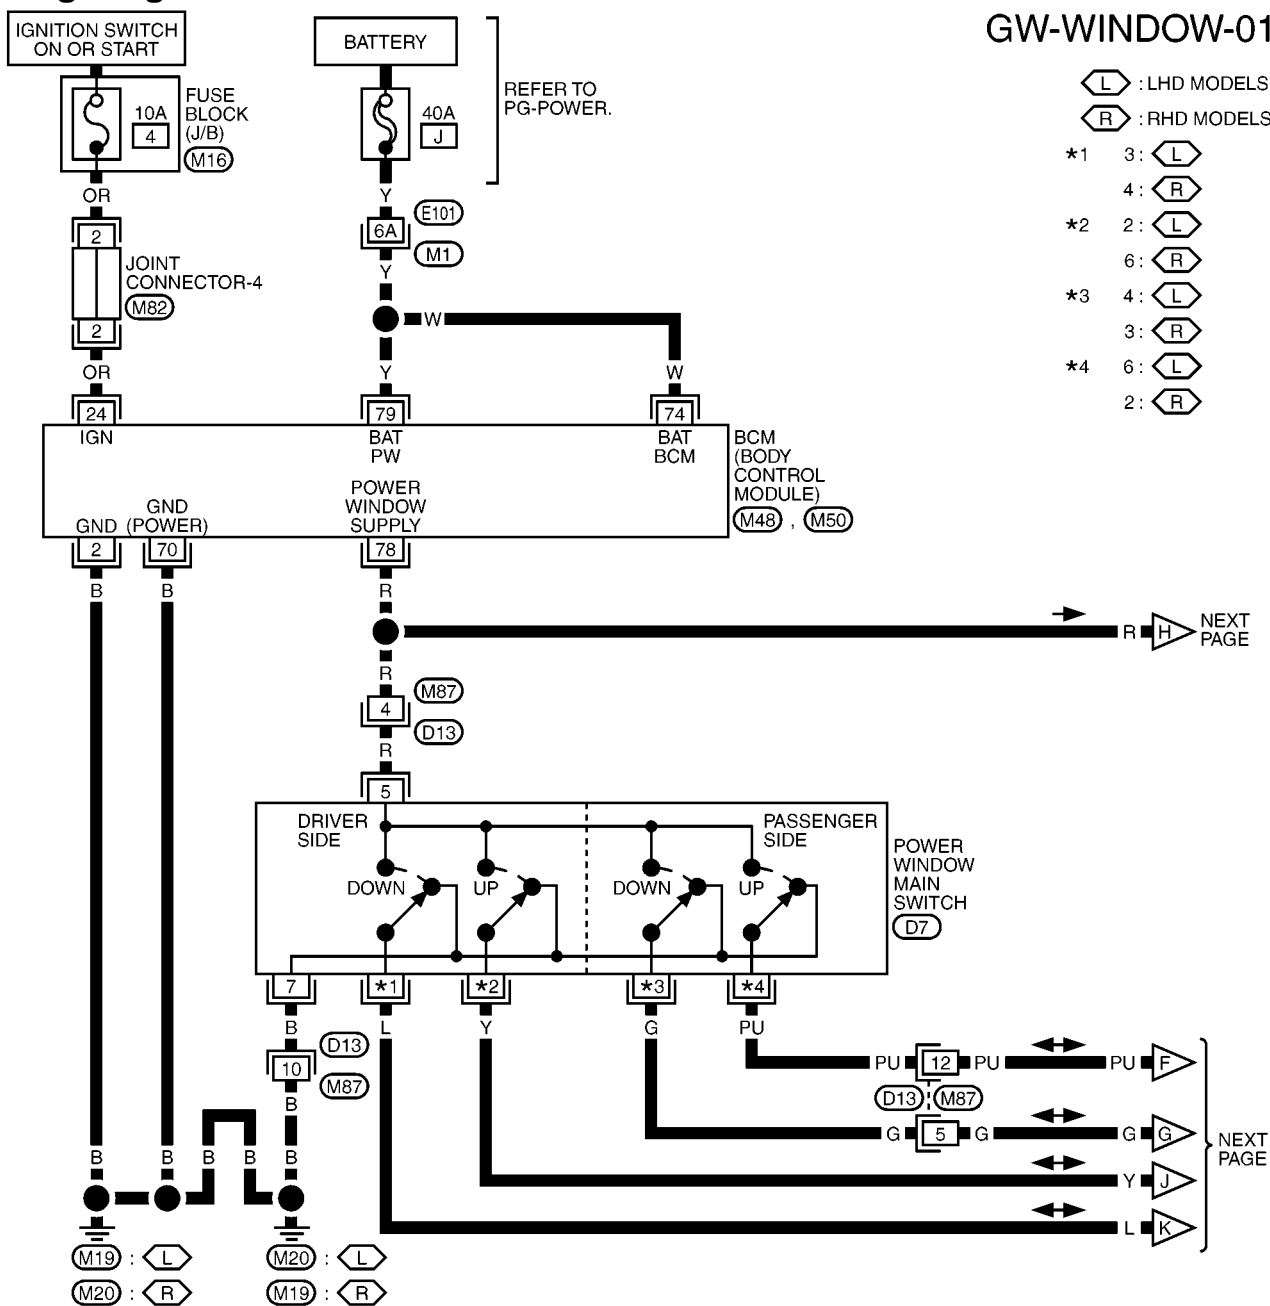 GW-WINDOW-01
IGNITION SWITCH
ON OR START
BATTERY
REFER TO
PG-POWER.
L : LHD MODELS
R : RHD MODELS
*1 3: L
4: R
*2 2: L
6: R
*3 4: L
3: R
*4 6: L
2: R
10A
4
FUSE
BLOCK
(J/B)
M16
40A
J
OR
Y
2
6A
E101
M1
JOINT
CONNECTOR-4
M82
2
Y
W
OR
Y
W
24
79
74
IGN
BAT
PW
BAT
BCM
BCM
(BODY
CONTROL
MODULE)
M48 , M50
GND
GND
(POWER)
POWER
WINDOW
SUPPLY
2
70
78
B
B
R
R
H
NEXT
PAGE
R
4
M87
D13
R
5
DRIVER
SIDE
PASSENGER
SIDE
DOWN
UP
DOWN
UP
POWER
WINDOW
MAIN
SWITCH
D7
7
*1
*2
*3
*4
B
L
Y
G
PU
D13
10
M87
B
PU 12 PU
PU F
D13 M87
G 5 G
G G
Y J
L K
NEXT
PAGE
B
B
B
B
B
M19 : L
M20 : R
M20 : L
M19 : R